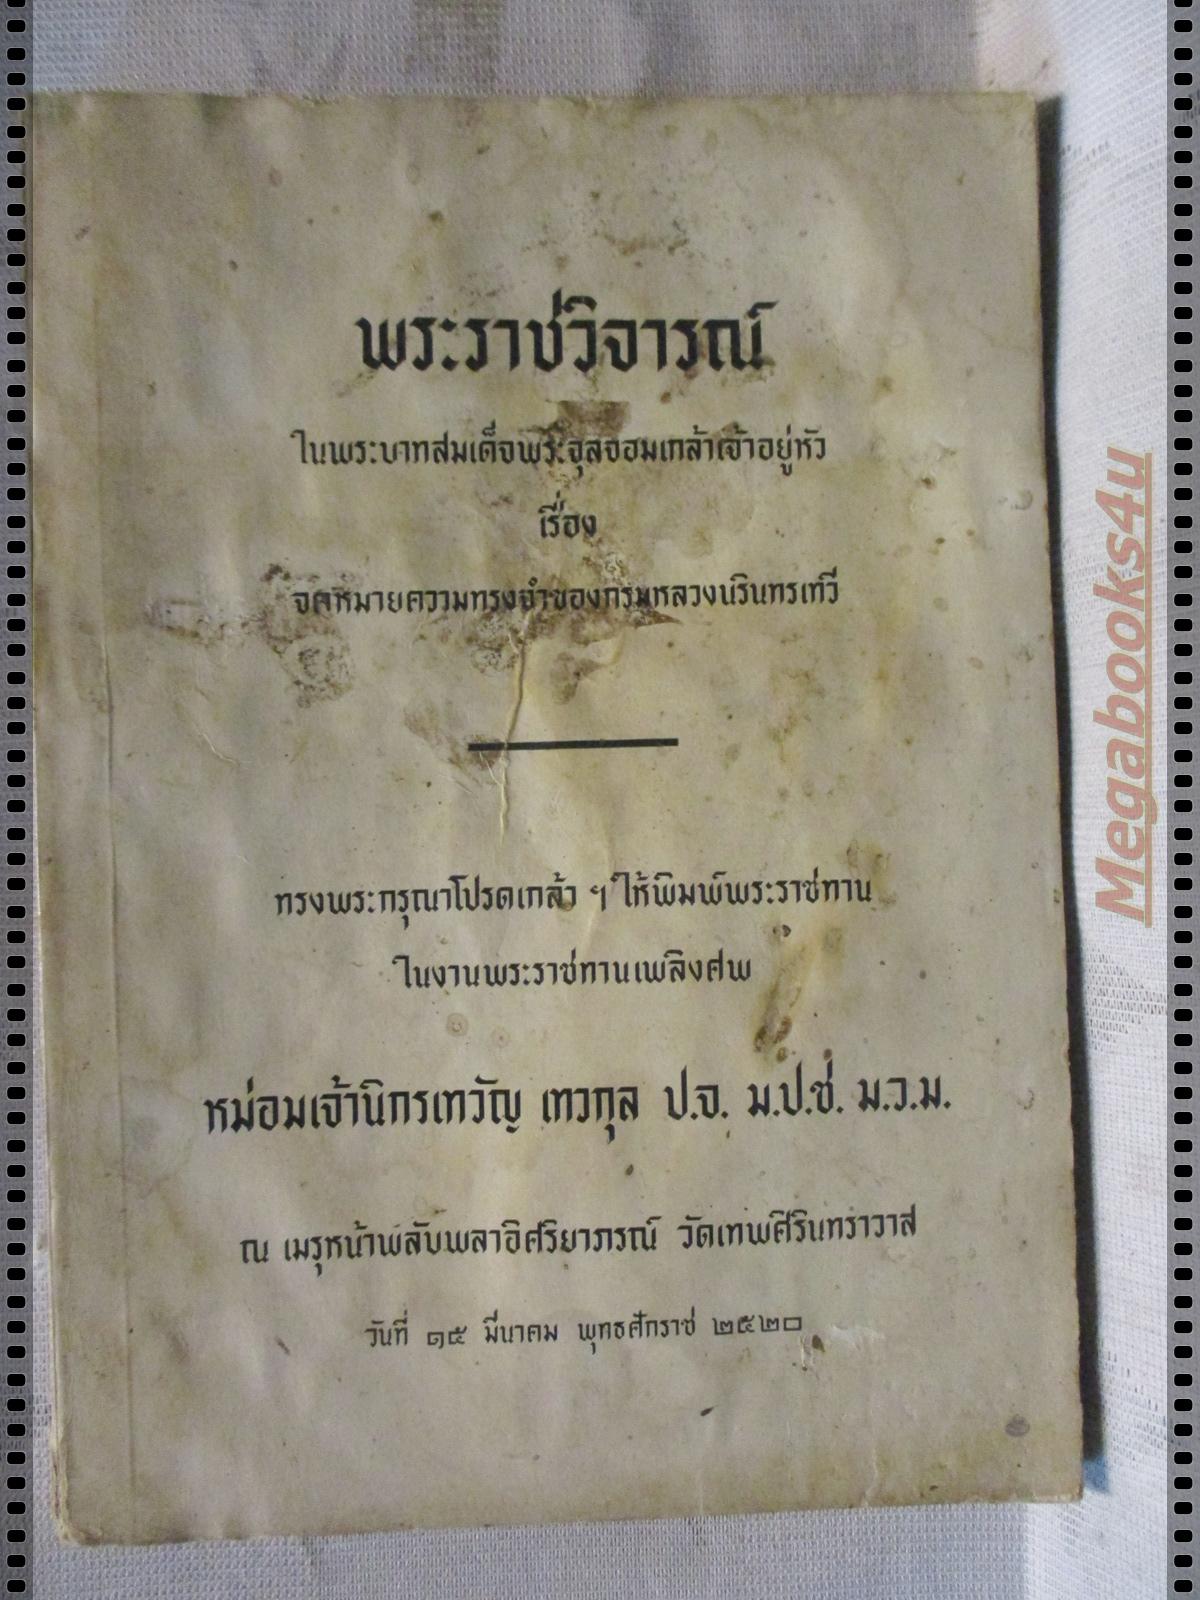 พระราชวิจารณ์
ในพระบาทสมเด็จพระจุลจอมเกล้าเจ้าอยู่หัว
เรื่อง
จดหมายความทรงจำของกรมหลวงนรินทรเทวี
ทรงพระกรุณาโปรดเกล้า ฯ ให้พิมพ์พระราชทาน
ในงานพระราชทานเพลิงศพ
หม่อมเจ้านิกรเทวัญ เทวกุล ป.จ. ม.ป.ช. ม.ว.ม.
ณ เมรุหน้าพลับพลาอิศริยาภรณ์ วัดเทพศิรินทราวาส
วันที่ ๑๕ มีนาคม พุทธศักราช ๒๕๒๐
Megabooks4u